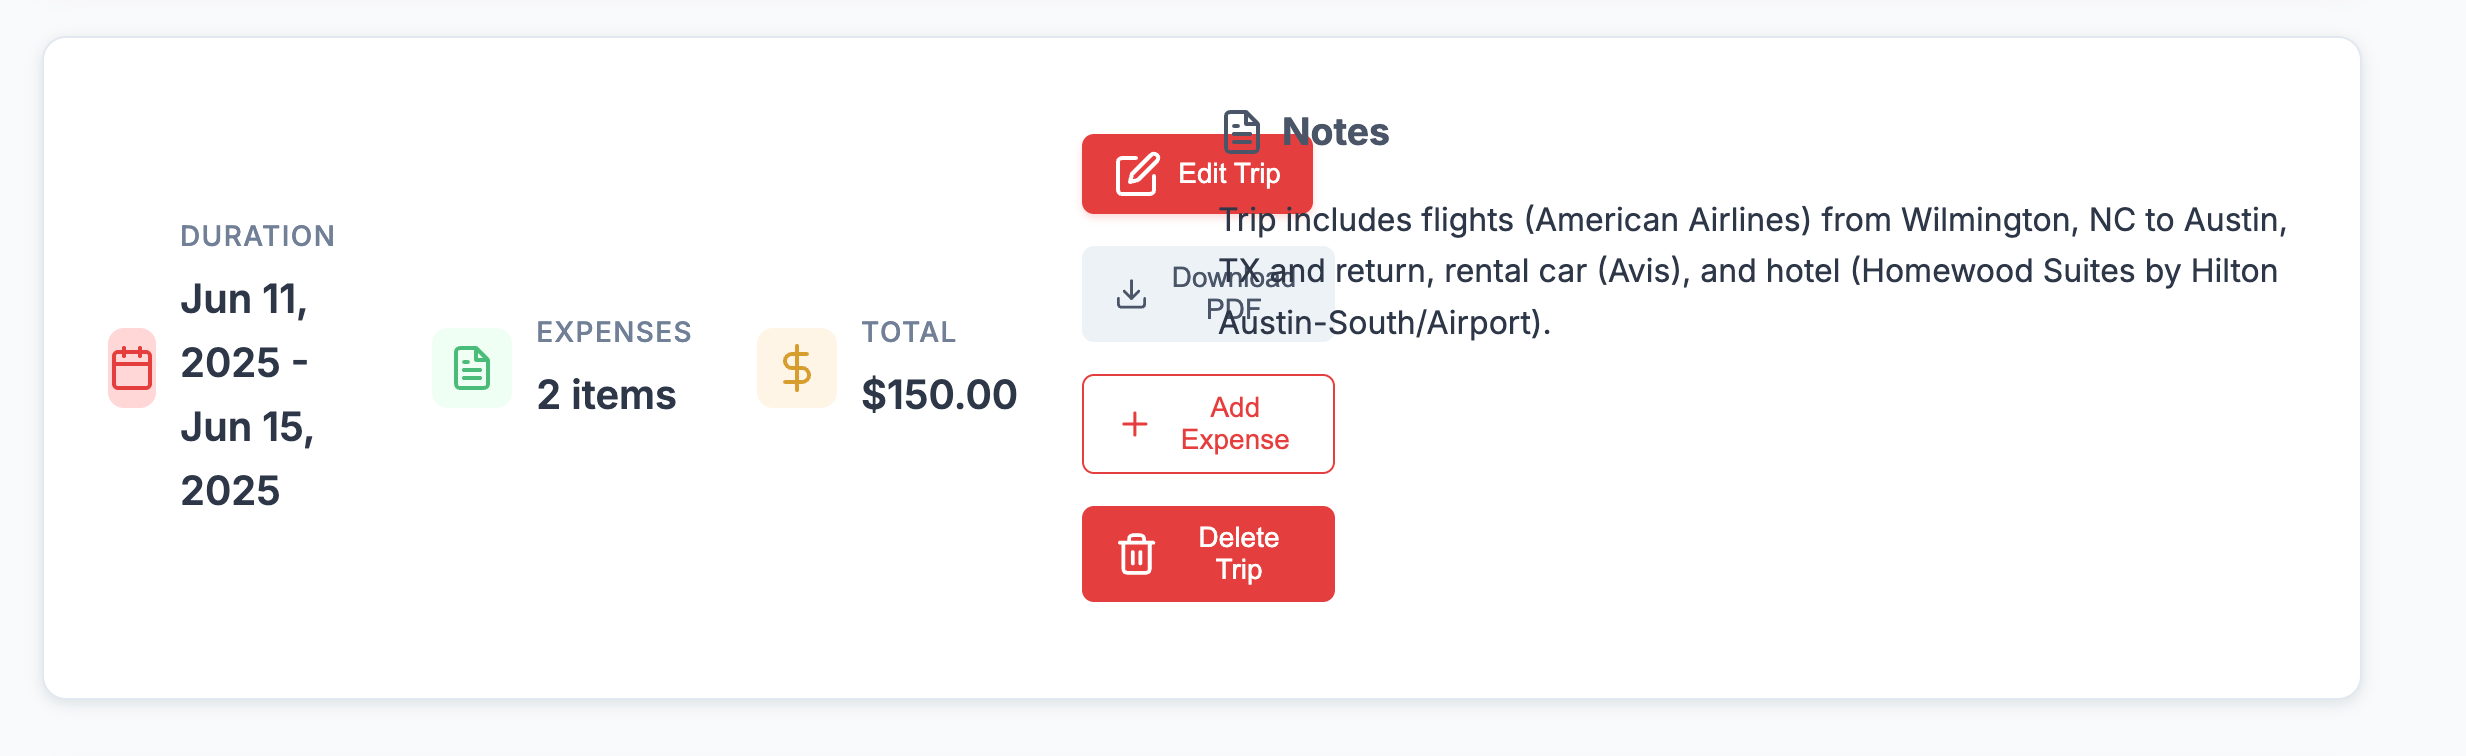 DURATION
Jun 11,
2025 -
Jun 15,
2025
EXPENSES
2 items
TOTAL
$150.00
Edit Trip
Download
PDF
Add
Expense
Delete
Trip
Notes
Trip includes flights (American Airlines) from Wilmington, NC to Austin,
TX and return, rental car (Avis), and hotel (Homewood Suites by Hilton
Austin-South/Airport).